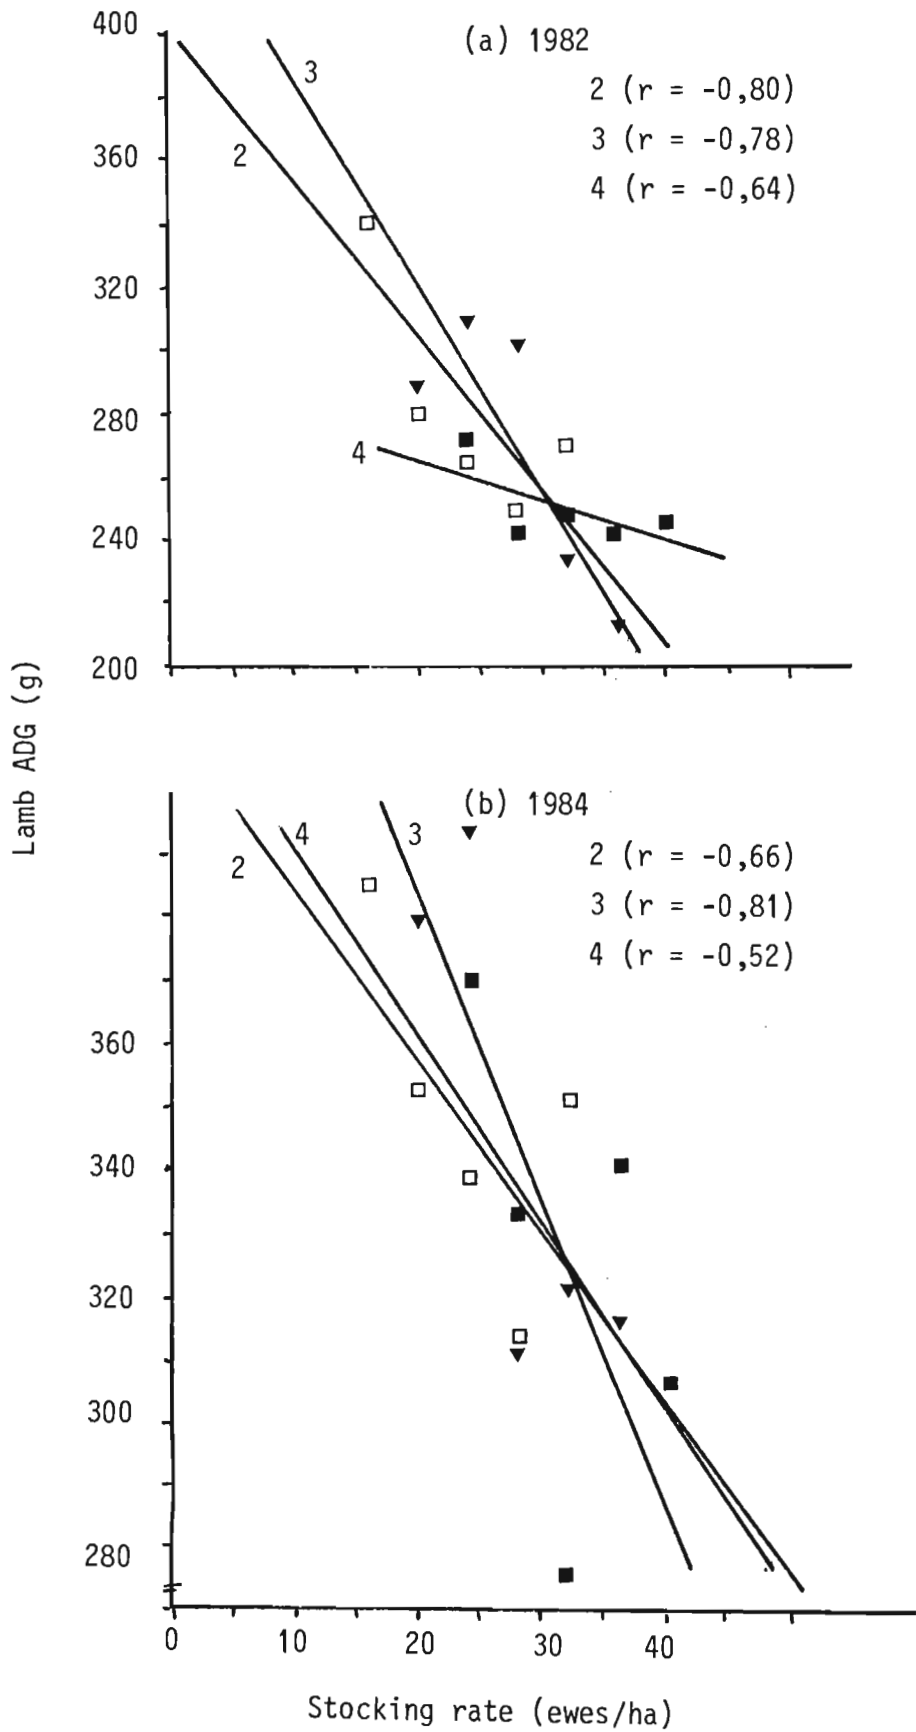 400
(a) 1982
3
2 (r = -0,80)
3 (r = -0,78)
360
2
4 (r = -0,64)
320
280
4
240
200
Lamb ADG (g)
(b) 1984
4
3
2
2 (r = -0,66)
3 (r = -0,81)
4 (r = -0,52)
360
340
320
300
280
0 10 20 30 40
Stocking rate (ewes/ha)